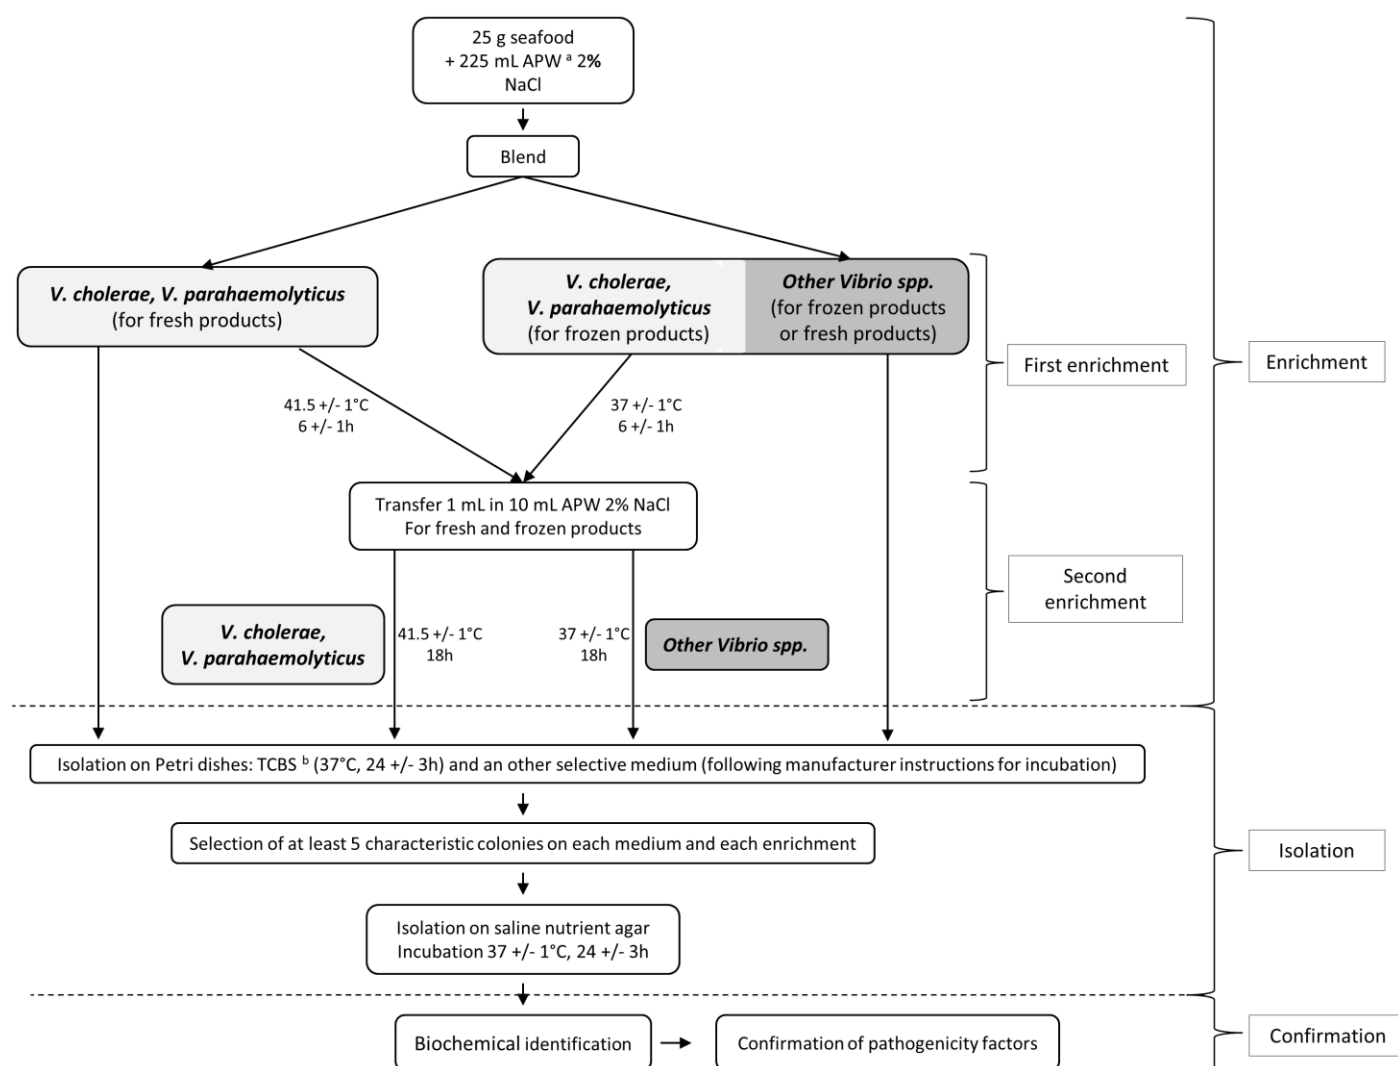 25 g seafood
+ 225 mL APW ᵃ 2%
NaCl
Blend
V. cholerae, V. parahaemolyticus
(for fresh products)
V. cholerae,
V. parahaemolyticus
(for frozen products)
Other Vibrio spp.
(for frozen products
or fresh products)
First enrichment
Enrichment
41.5 +/- 1°C
6 +/- 1h
37 +/- 1°C
6 +/- 1h
Transfer 1 mL in 10 mL APW 2% NaCl
For fresh and frozen products
Second
enrichment
V. cholerae,
V. parahaemolyticus
41.5 +/- 1°C
18h
37 +/- 1°C
18h
Other Vibrio spp.
Isolation on Petri dishes: TCBS ᵇ (37°C, 24 +/- 3h) and an other selective medium (following manufacturer instructions for incubation)
Selection of at least 5 characteristic colonies on each medium and each enrichment
Isolation
Isolation on saline nutrient agar
Incubation 37 +/- 1°C, 24 +/- 3h
Biochemical identification
Confirmation of pathogenicity factors
Confirmation